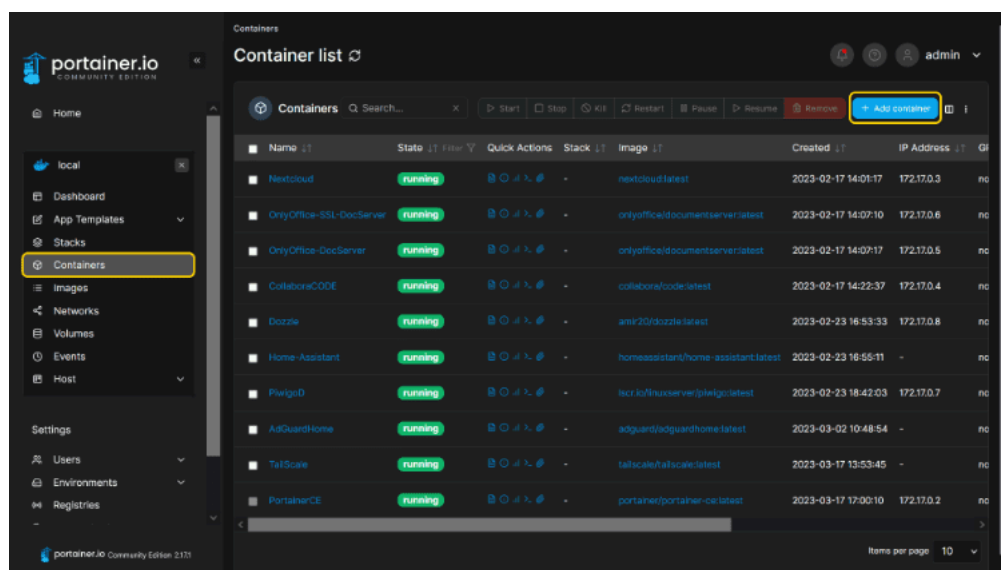 Containers
Container list
admin
portainer.io
COMMUNITY EDITION
Home
local
Dashboard
App Templates
Stacks
Containers
Images
Networks
Volumes
Events
Host
Settings
Users
Environments
Registries
portainer.io Community Edition 2.17.1
Containers Search... Start Stop Kill Restart Pause Resume Remove + Add container
Name State Filter Quick Actions Stack Image Created IP Address
Nextcloud running - nextcloud:latest 2023-02-17 14:01:17 172.17.0.3
OnlyOffice-SSL-DocServer running - onlyoffice/documentserver:latest 2023-02-17 14:07:10 172.17.0.6
OnlyOffice-DocServer running - onlyoffice/documentserver:latest 2023-02-17 14:07:17 172.17.0.5
CollaboraCODE running - collabora/code:latest 2023-02-17 14:22:37 172.17.0.4
Dozzle running - amir20/dozzle:latest 2023-02-23 16:53:33 172.17.0.8
Home-Assistant running - homeassistant/home-assistant:latest 2023-02-23 16:55:11 -
PiwigoD running - lscr.io/linuxserver/piwigo:latest 2023-02-23 18:42:03 172.17.0.7
AdGuardHome running - adguard/adguardhome:latest 2023-03-02 10:48:54 -
TailScale running - tailscale/tailscale:latest 2023-03-17 13:53:45 -
PortainerCE running - portainer/portainer-ce:latest 2023-03-17 17:00:10 172.17.0.2
Items per page 10